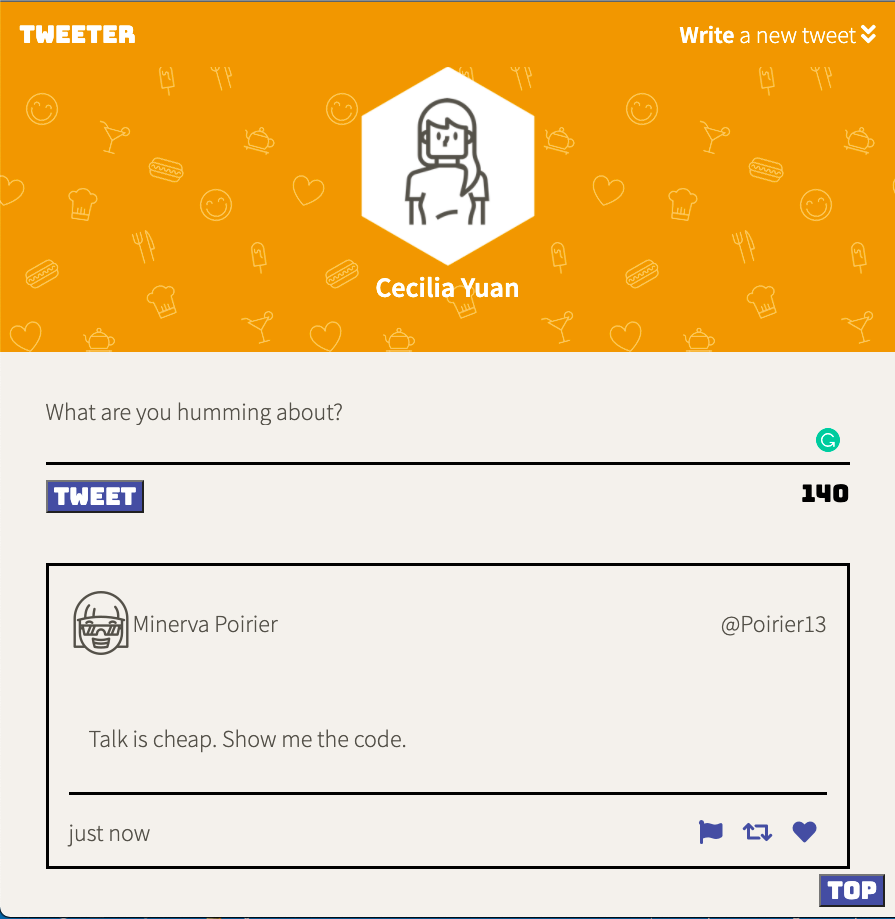 TWEETER
Write a new tweet
Cecilia Yuan
What are you humming about?
TWEET
140
Minerva Poirier
@Poirier13
Talk is cheap. Show me the code.
just now
TOP